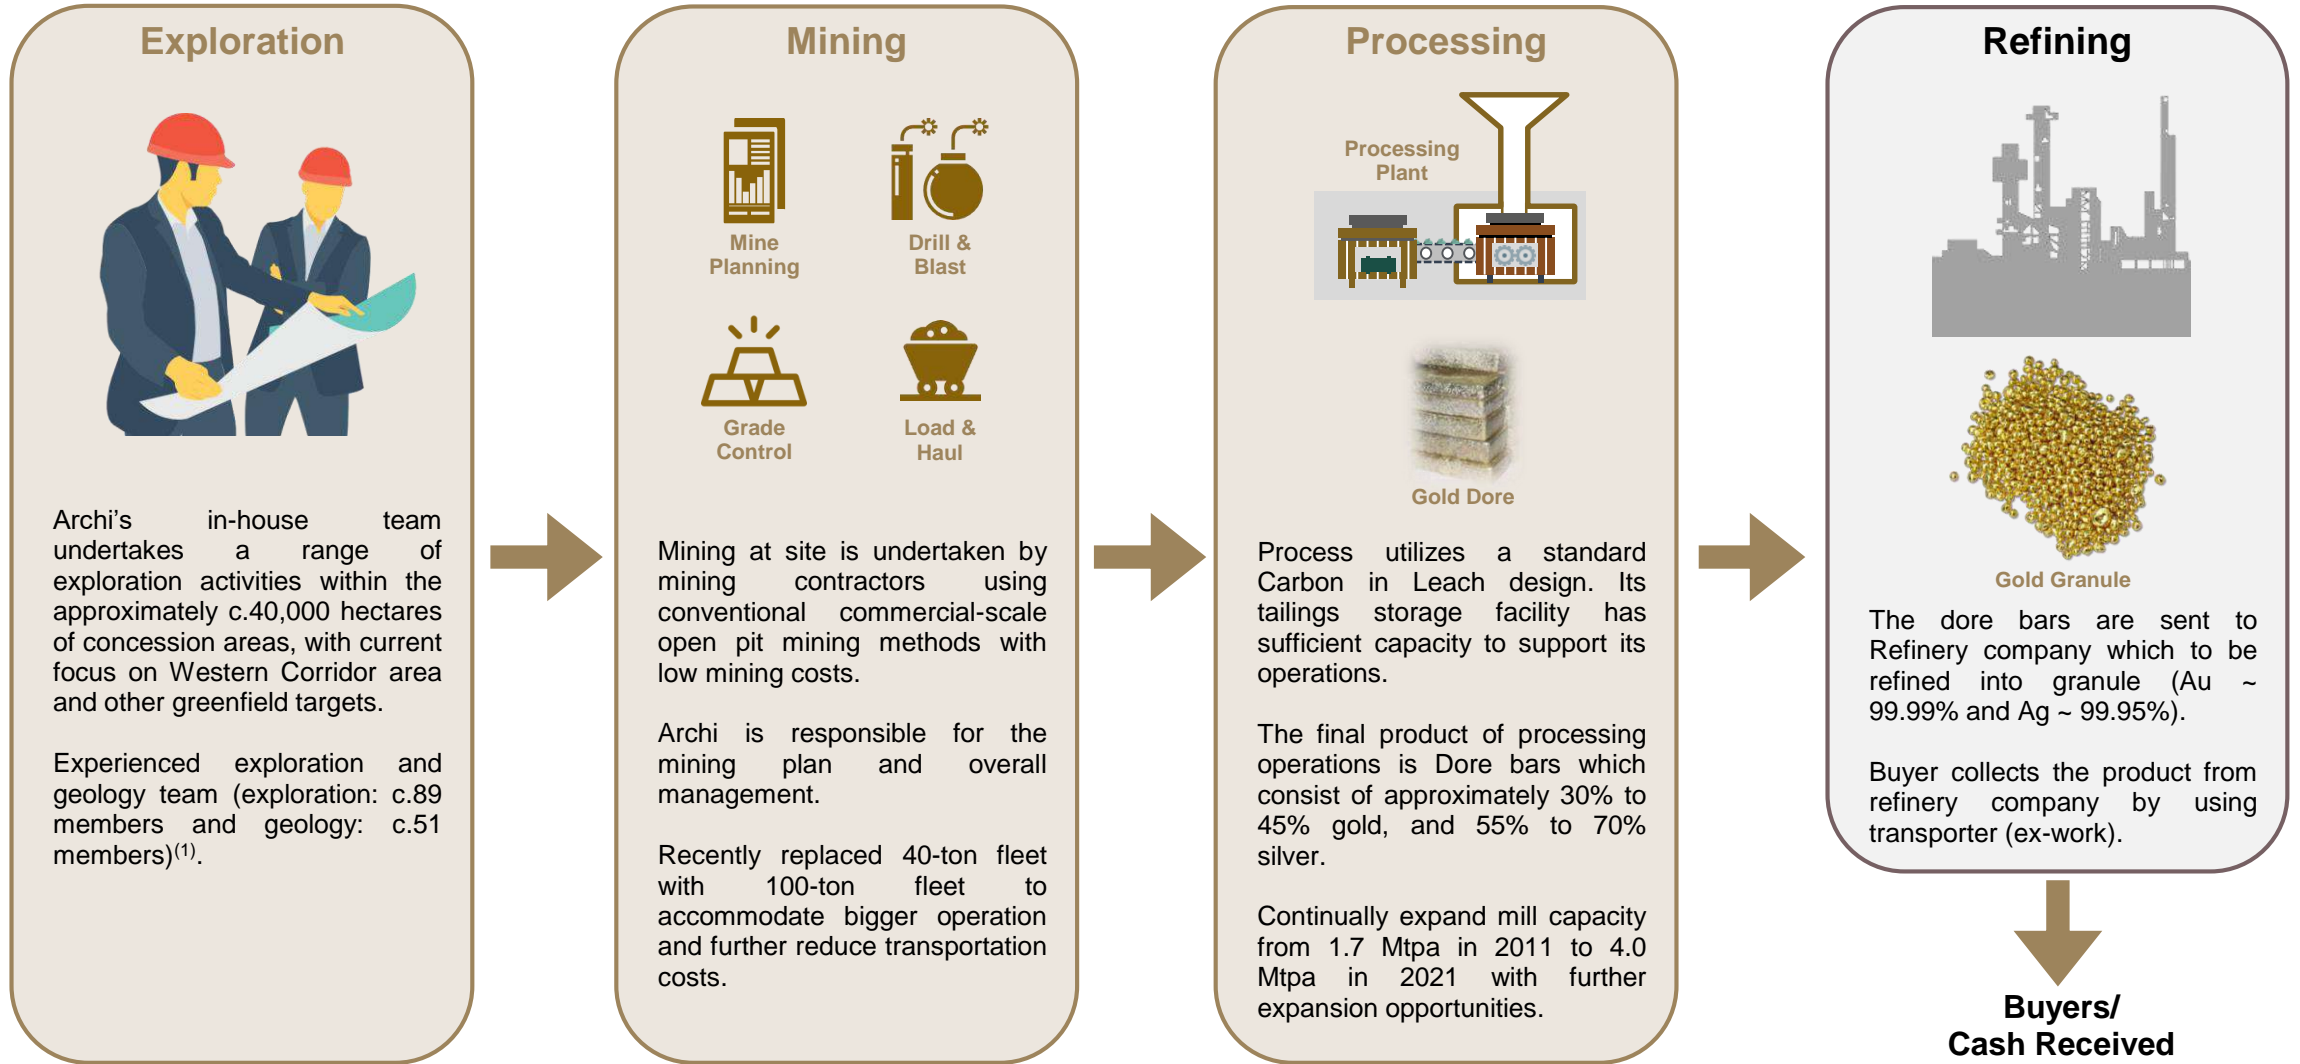 Exploration
Archi’s in-house team
undertakes a range of
exploration activities within the
approximately c.40,000 hectares
of concession areas, with current
focus on Western Corridor area
and other greenfield targets.
Experienced exploration and
geology team (exploration: c.89
members and geology: c.51
members)(1).
Mining
Mine
Planning
Drill &
Blast
Grade
Control
Load &
Haul
Mining at site is undertaken by
mining contractors using
conventional commercial-scale
open pit mining methods with
low mining costs.
Archi is responsible for the
mining plan and overall
management.
Recently replaced 40-ton fleet
with 100-ton fleet to
accommodate bigger operation
and further reduce transportation
costs.
Processing
Processing
Plant
Gold Dore
Process utilizes a standard
Carbon in Leach design. Its
tailings storage facility has
sufficient capacity to support its
operations.
The final product of processing
operations is Dore bars which
consist of approximately 30% to
45% gold, and 55% to 70%
silver.
Continually expand mill capacity
from 1.7 Mtpa in 2011 to 4.0
Mtpa in 2021 with further
expansion opportunities.
Refining
Gold Granule
The dore bars are sent to
Refinery company which to be
refined into granule (Au ~
99.99% and Ag ~ 99.95%).
Buyer collects the product from
refinery company by using
transporter (ex-work).
Buyers/
Cash Received